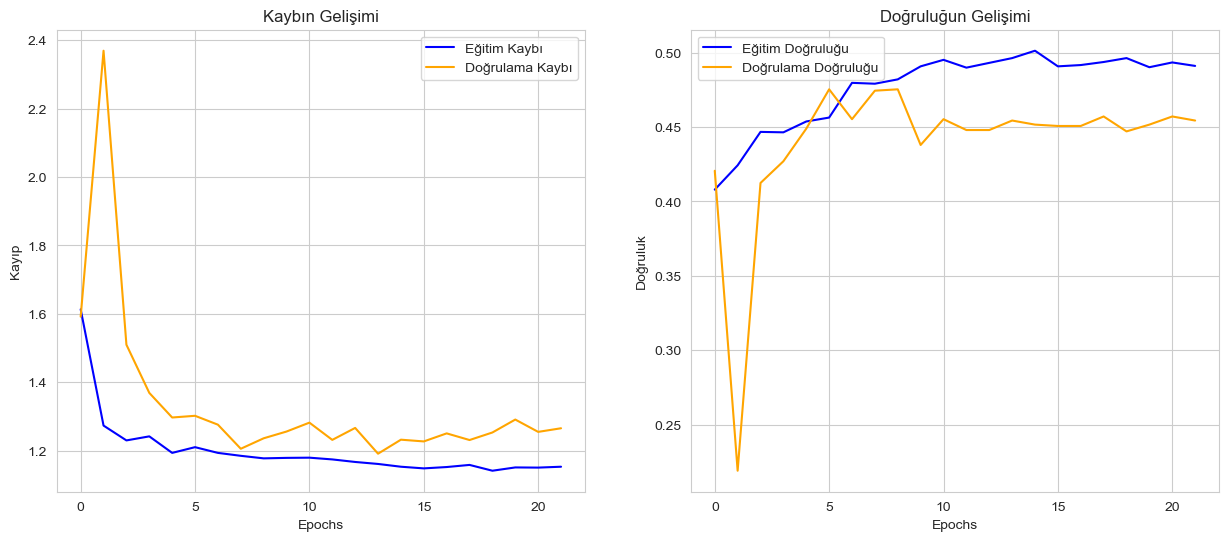 Kaybın Gelişimi
Eğitim Kaybı
Doğrulama Kaybı
2.4
2.2
2.0
1.8
1.6
1.4
1.2
Kayıp
0
5
10
15
20
Epochs
Doğruluğun Gelişimi
Eğitim Doğruluğu
Doğrulama Doğruluğu
0.50
0.45
0.40
0.35
0.30
0.25
Doğruluk
0
5
10
15
20
Epochs